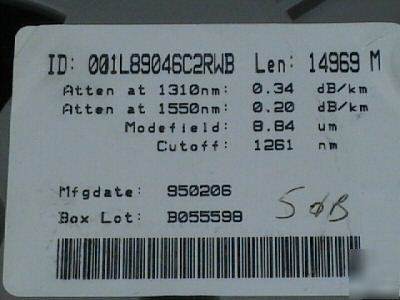 ID: 001L89046C2RWB Len: 14969 M
Atten at 1310nm: 0.34 dB/km
Atten at 1550nm: 0.20 dB/km
Modefield: 8.84 um
Cutoff: 1261 nm
Mfgdate: 950206
Box Lot: B055598